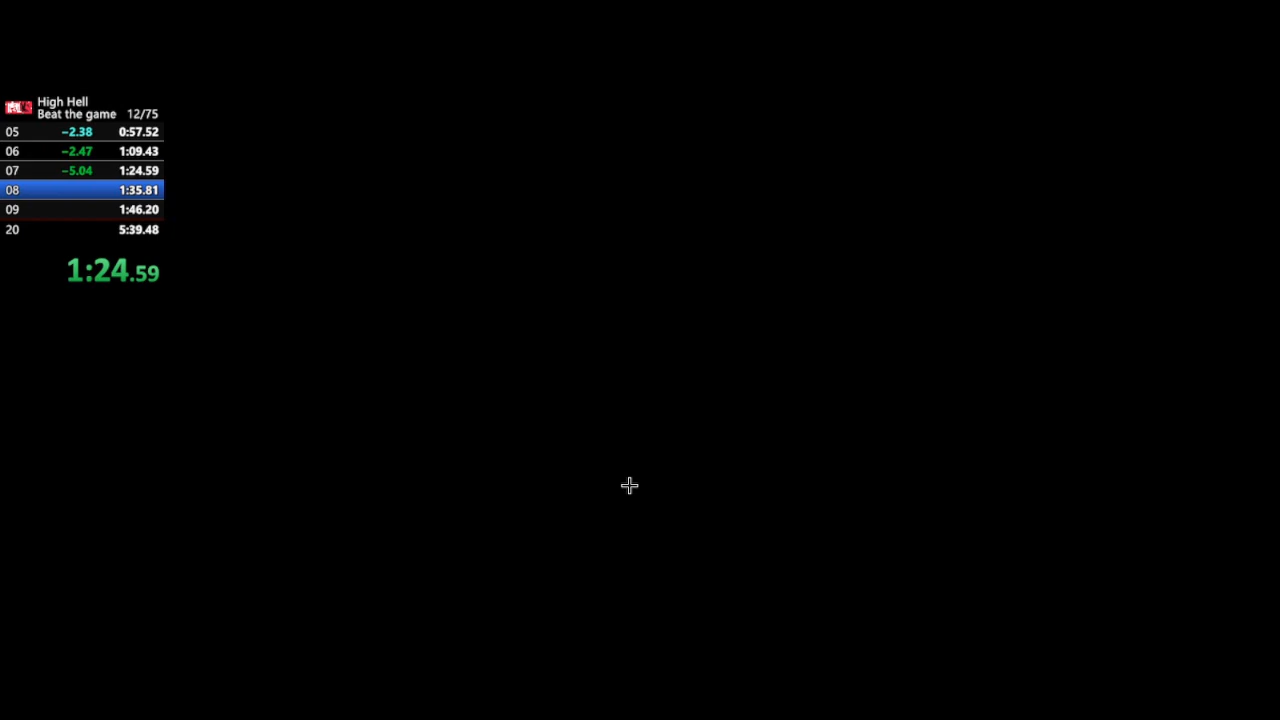 High Hell
Beat the game 12/75
05 −2.38 0:57.52
06 −2.47 1:09.43
07 −5.04 1:24.59
08 1:35.81
09 1:46.20
20 5:39.48
1:24.59